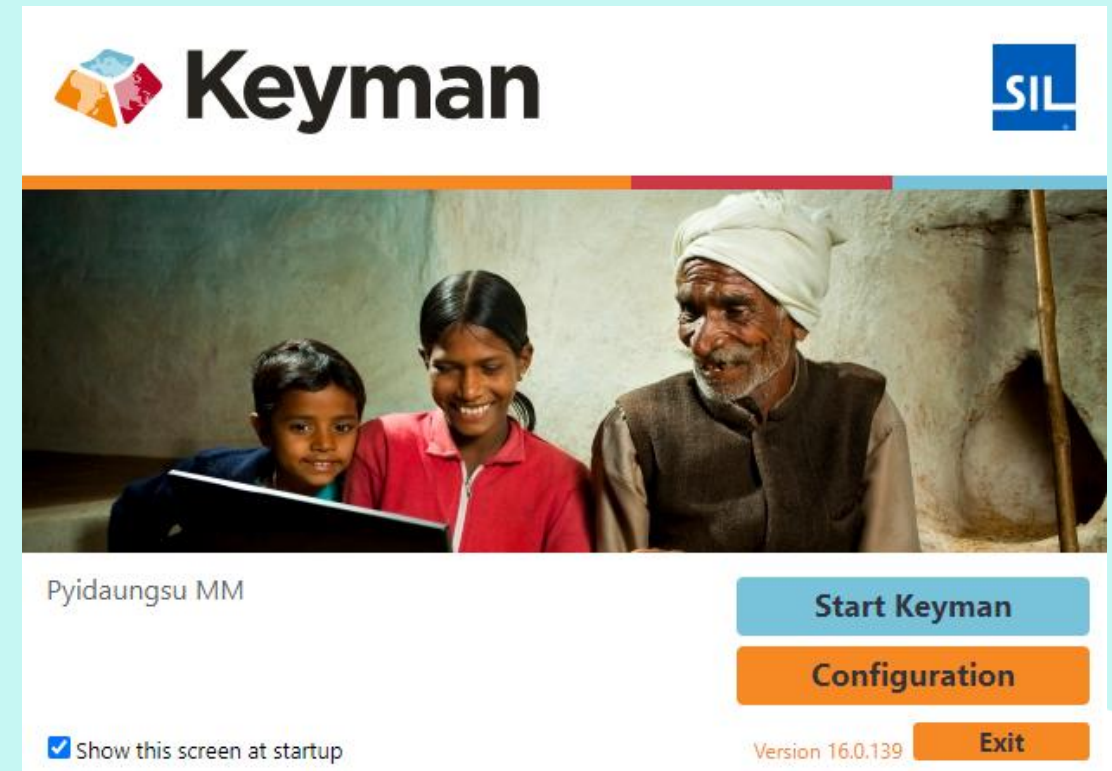 Keyman
SIL
Pyidaungsu MM
Start Keyman
Configuration
Show this screen at startup
Version 16.0.139
Exit